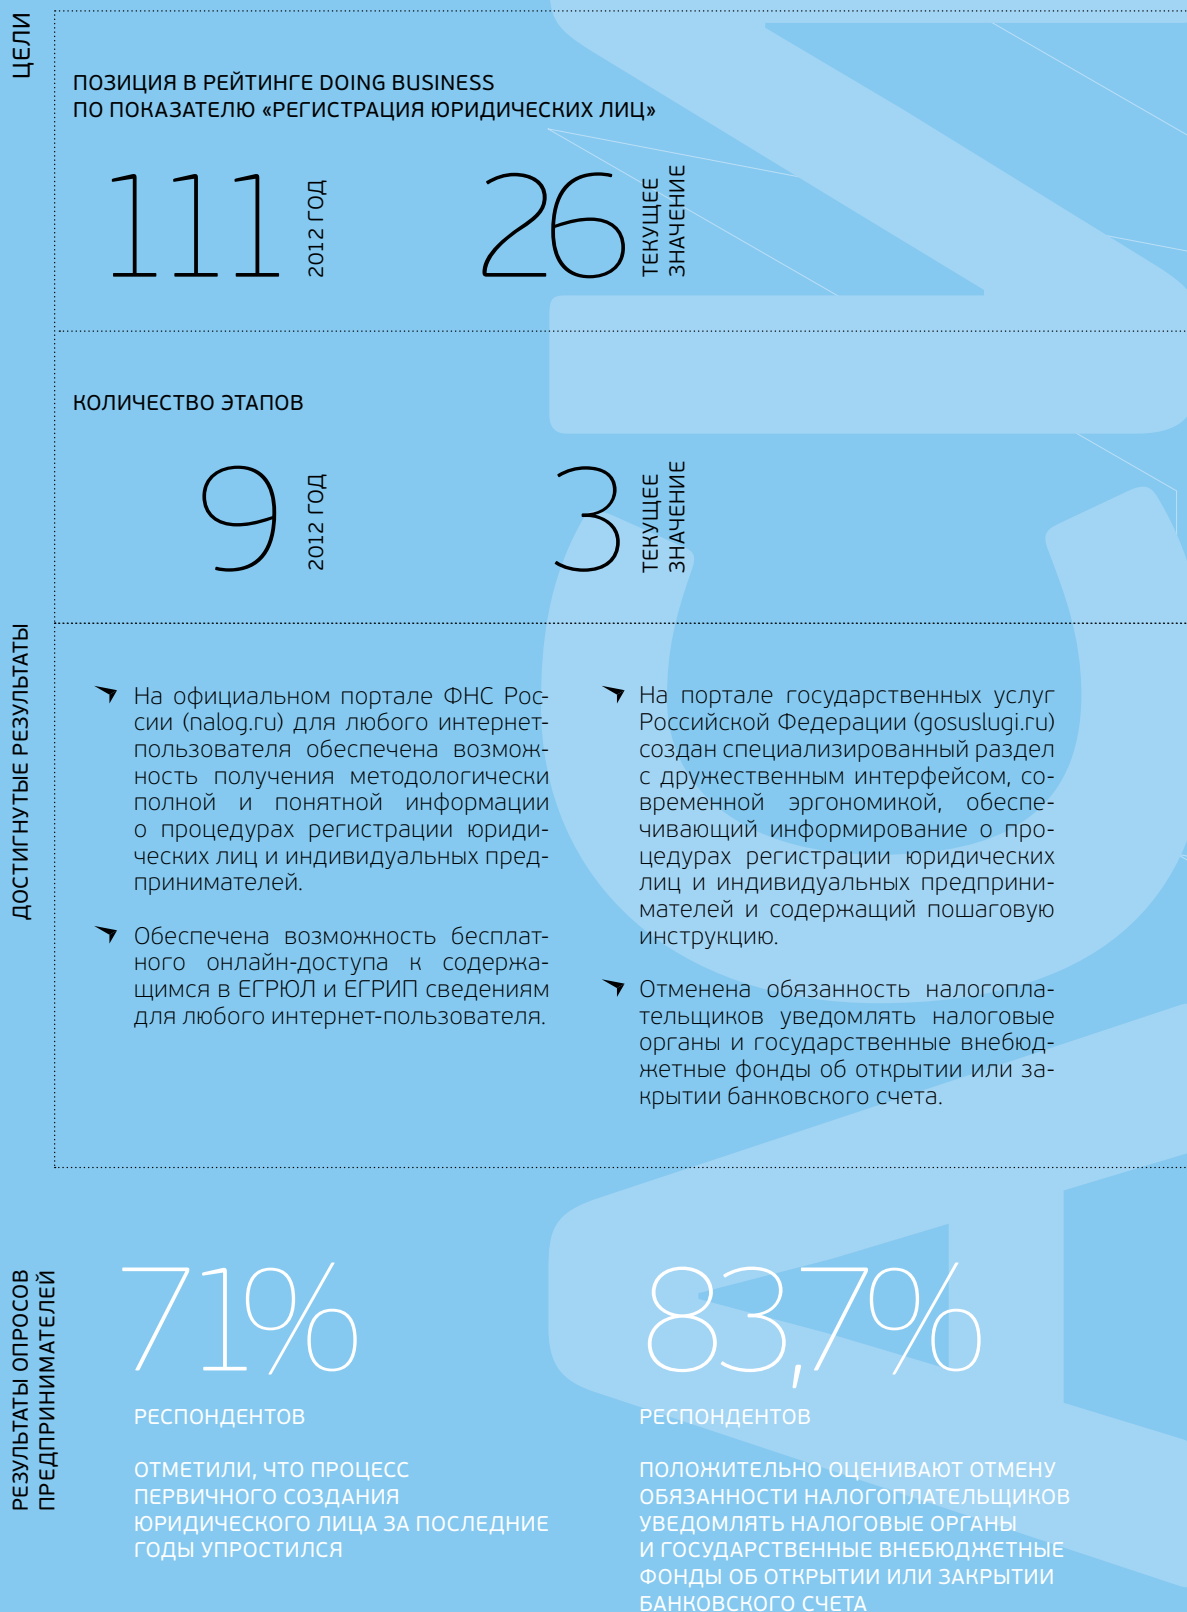 ЦЕЛИ
ПОЗИЦИЯ В РЕЙТИНГЕ DOING BUSINESS
ПО ПОКАЗАТЕЛЮ «РЕГИСТРАЦИЯ ЮРИДИЧЕСКИХ ЛИЦ»
111
2012 ГОД
26
ТЕКУЩЕЕ
ЗНАЧЕНИЕ
КОЛИЧЕСТВО ЭТАПОВ
9
2012 ГОД
3
ТЕКУЩЕЕ
ЗНАЧЕНИЕ
ДОСТИГНУТЫЕ РЕЗУЛЬТАТЫ
На официальном портале ФНС Рос-
сии (nalog.ru) для любого интернет-
пользователя обеспечена возмож-
ность получения методологически
полной и понятной информации
о процедурах регистрации юриди-
ческих лиц и индивидуальных пред-
принимателей.
Обеспечена возможность бесплат-
ного онлайн-доступа к содержа-
щимся в ЕГРЮЛ и ЕГРИП сведениям
для любого интернет-пользователя.
На портале государственных услуг
Российской Федерации (gosuslugi.ru)
создан специализированный раздел
с дружественным интерфейсом, со-
временной эргономикой, обеспе-
чивающий информирование о про-
цедурах регистрации юридических
лиц и индивидуальных предприни-
мателей и содержащий пошаговую
инструкцию.
Отменена обязанность налогопла-
тельщиков уведомлять налоговые
органы и государственные внебюд-
жетные фонды об открытии или за-
крытии банковского счета.
РЕЗУЛЬТАТЫ ОПРОСОВ
ПРЕДПРИНИМАТЕЛЕЙ
71%
РЕСПОНДЕНТОВ
ОТМЕТИЛИ, ЧТО ПРОЦЕСС
ПЕРВИЧНОГО СОЗДАНИЯ
ЮРИДИЧЕСКОГО ЛИЦА ЗА ПОСЛЕДНИЕ
ГОДЫ УПРОСТИЛСЯ
83,7%
РЕСПОНДЕНТОВ
ПОЛОЖИТЕЛЬНО ОЦЕНИВАЮТ ОТМЕНУ
ОБЯЗАННОСТИ НАЛОГОПЛАТЕЛЬЩИКОВ
УВЕДОМЛЯТЬ НАЛОГОВЫЕ ОРГАНЫ
И ГОСУДАРСТВЕННЫЕ ВНЕБЮДЖЕТНЫЕ
ФОНДЫ ОБ ОТКРЫТИИ ИЛИ ЗАКРЫТИИ
БАНКОВСКОГО СЧЕТА